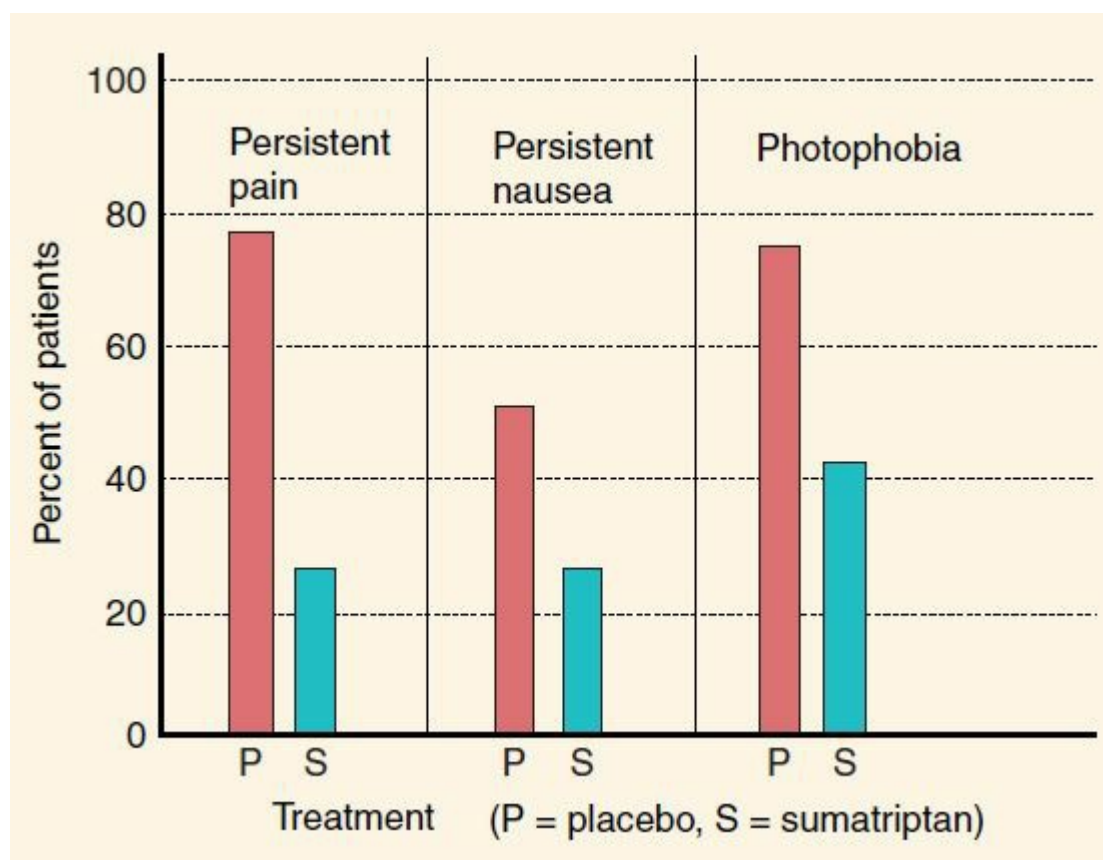 100
80
60
40
20
0
Percent of patients
Persistent
pain
Persistent
nausea
Photophobia
P S P S P S
Treatment (P = placebo, S = sumatriptan)